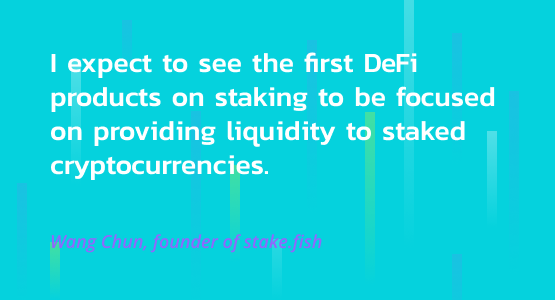 I expect to see the first DeFi
products on staking to be focused
on providing liquidity to staked
cryptocurrencies.
Wang Chun, founder of stake.fish